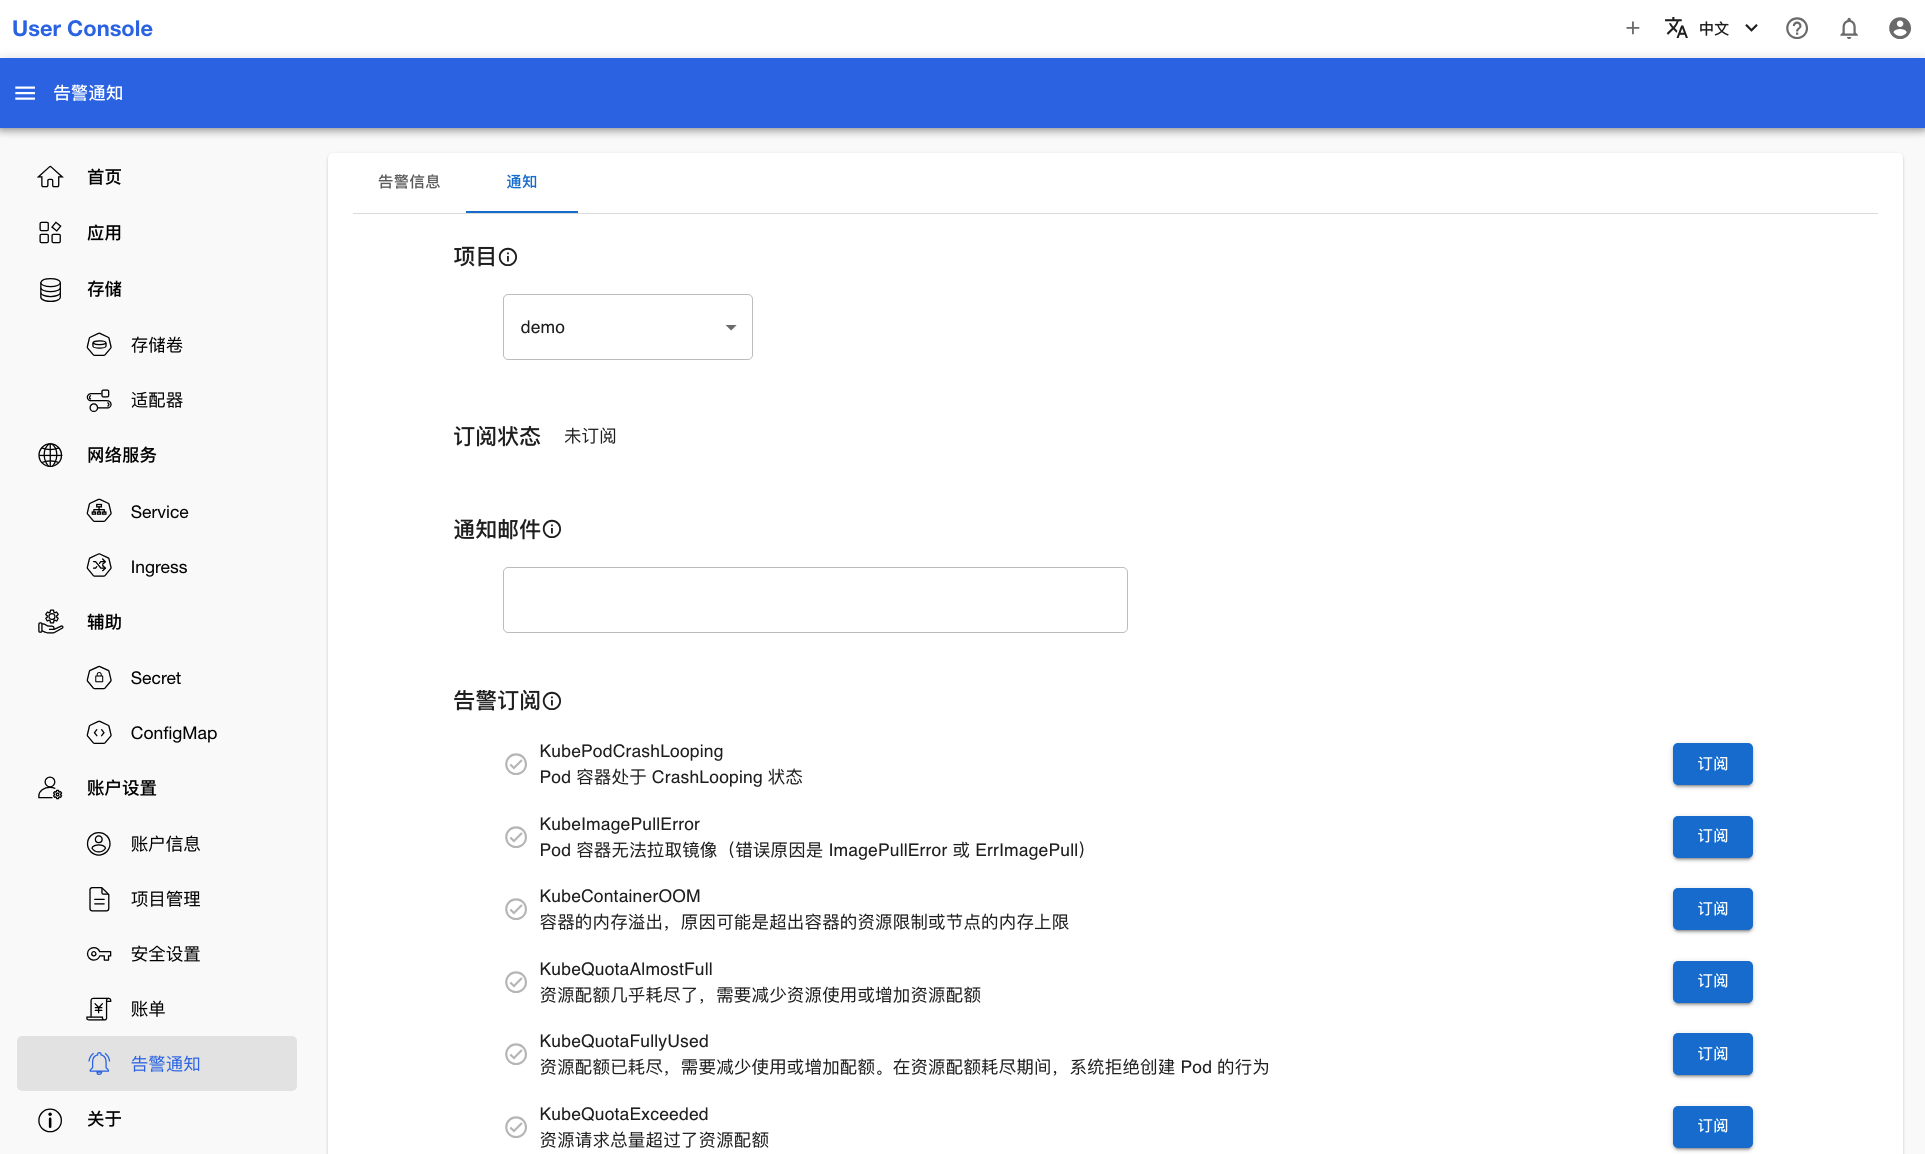 User Console
中文
告警通知
首页
应用
存储
存储卷
适配器
网络服务
Service
Ingress
辅助
Secret
ConfigMap
账户设置
账户信息
项目管理
安全设置
账单
告警通知
关于
告警信息
通知
项目
demo
订阅状态 未订阅
通知邮件
告警订阅
KubePodCrashLooping
Pod 容器处于 CrashLooping 状态
订阅
KubeImagePullError
Pod 容器无法拉取镜像（错误原因是 ImagePullError 或 ErrImagePull）
订阅
KubeContainerOOM
容器的内存溢出，原因可能是超出容器的资源限制或节点的内存上限
订阅
KubeQuotaAlmostFull
资源配额几乎耗尽了，需要减少资源使用或增加资源配额
订阅
KubeQuotaFullyUsed
资源配额已耗尽，需要减少使用或增加配额。在资源配额耗尽期间，系统拒绝创建 Pod 的行为
订阅
KubeQuotaExceeded
资源请求总量超过了资源配额
订阅